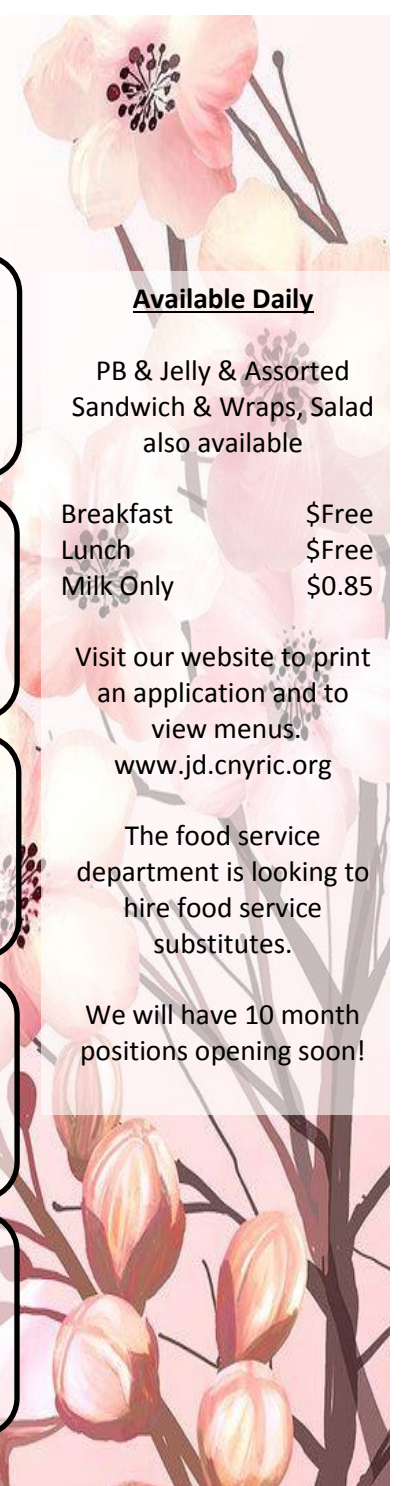 Available Daily
PB & Jelly & Assorted
Sandwich & Wraps, Salad
also available
Breakfast $Free
Lunch $Free
Milk Only $0.85
Visit our website to print
an application and to
view menus.
www.jd.cnyric.org
The food service
department is looking to
hire food service
substitutes.
We will have 10 month
positions opening soon!